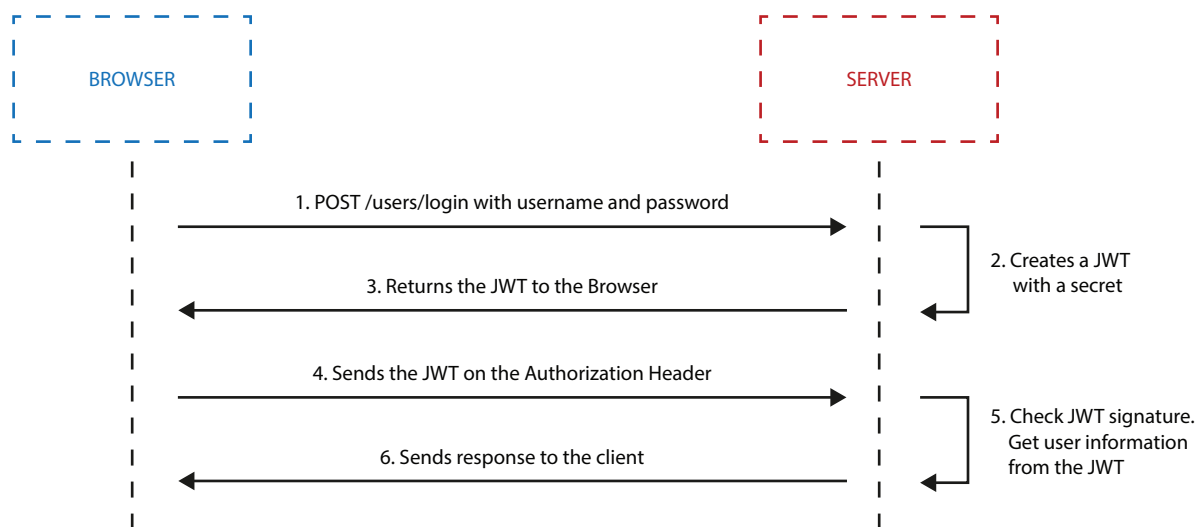 BROWSER
SERVER
1. POST /users/login with username and password
2. Creates a JWT
with a secret
3. Returns the JWT to the Browser
4. Sends the JWT on the Authorization Header
5. Check JWT signature.
Get user information
from the JWT
6. Sends response to the client